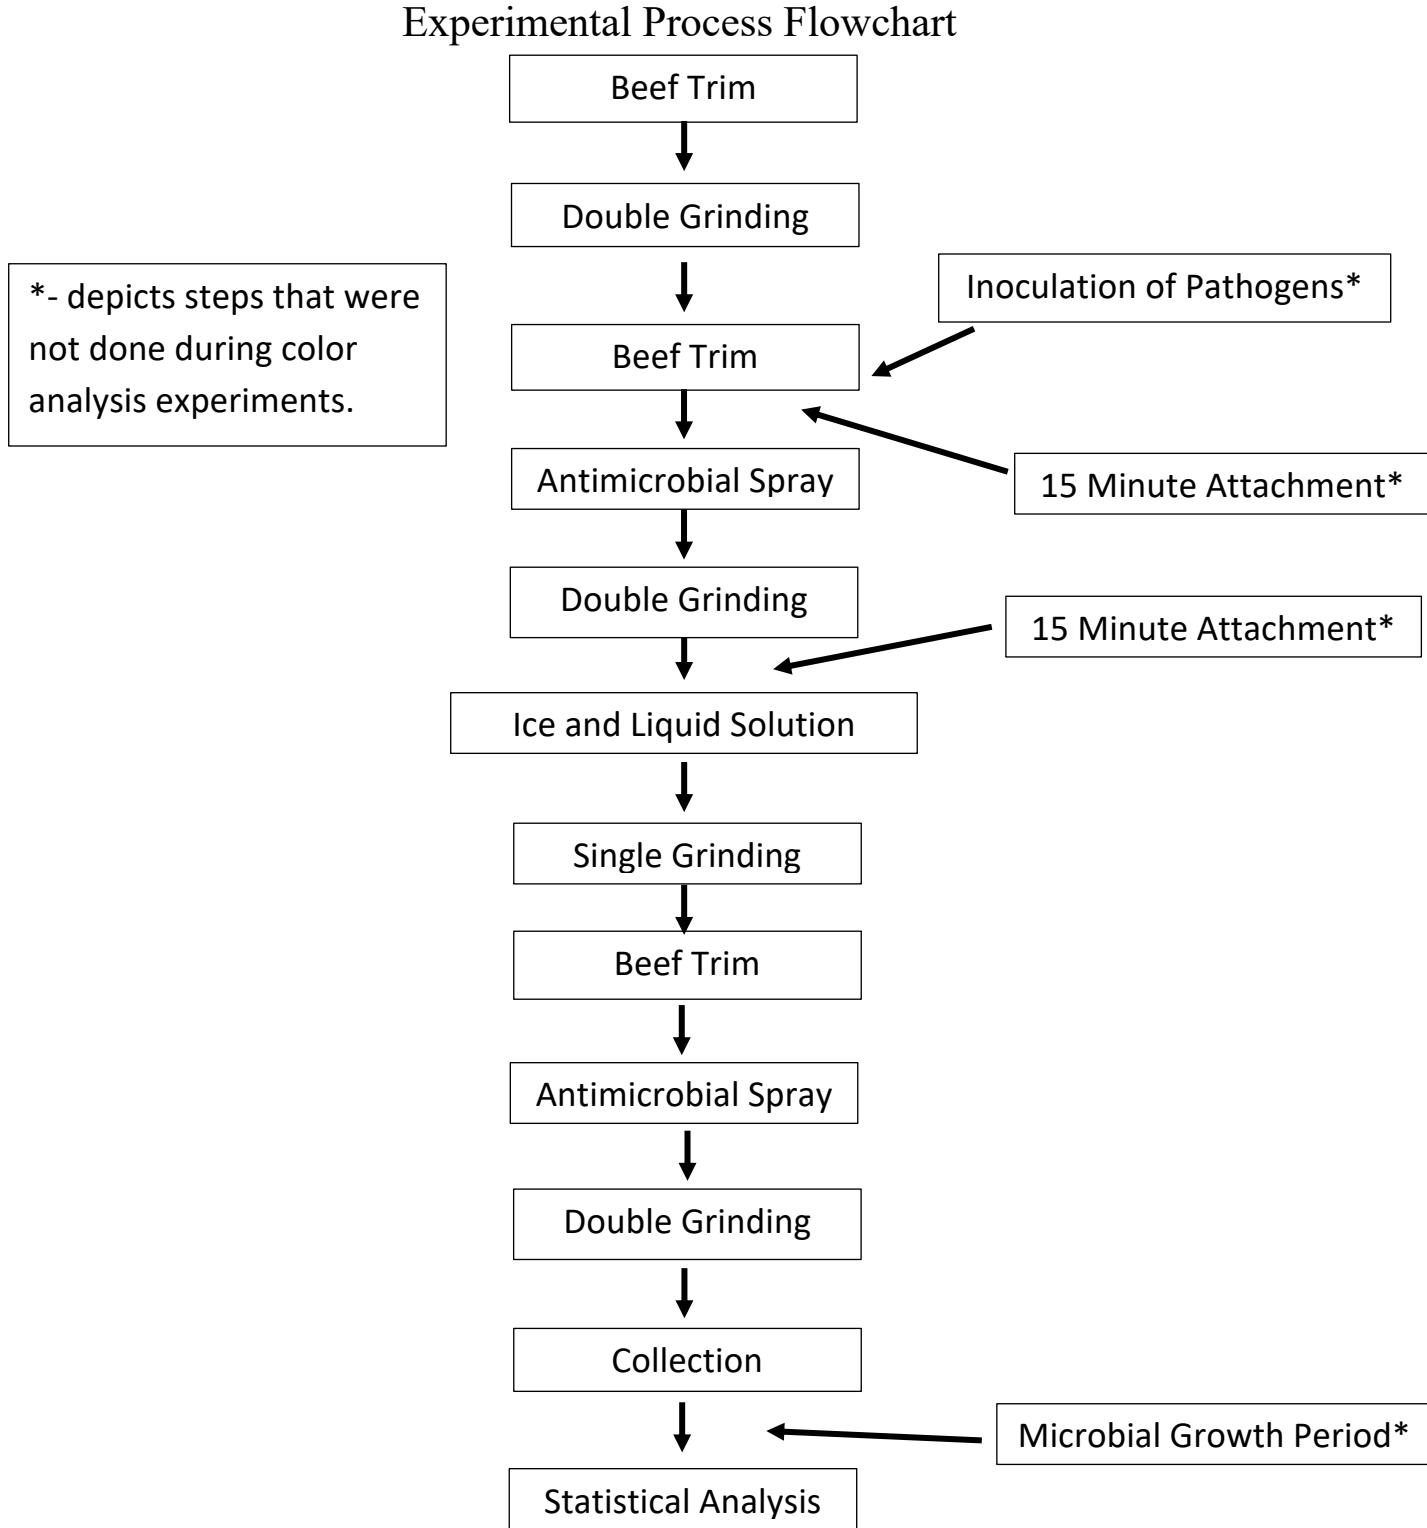 Experimental Process Flowchart
Beef Trim
Double Grinding
Inoculation of Pathogens*
*- depicts steps that were
not done during color
analysis experiments.
Beef Trim
Antimicrobial Spray
15 Minute Attachment*
Double Grinding
15 Minute Attachment*
Ice and Liquid Solution
Single Grinding
Beef Trim
Antimicrobial Spray
Double Grinding
Collection
Microbial Growth Period*
Statistical Analysis